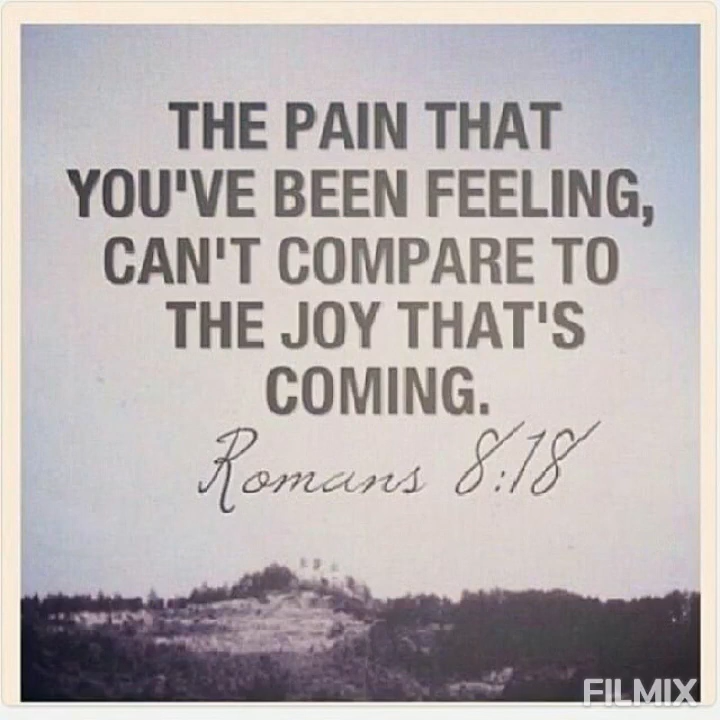 THE PAIN THAT
YOU'VE BEEN FEELING,
CAN'T COMPARE TO
THE JOY THAT'S
COMING.
Romans 8:18
FILMIX